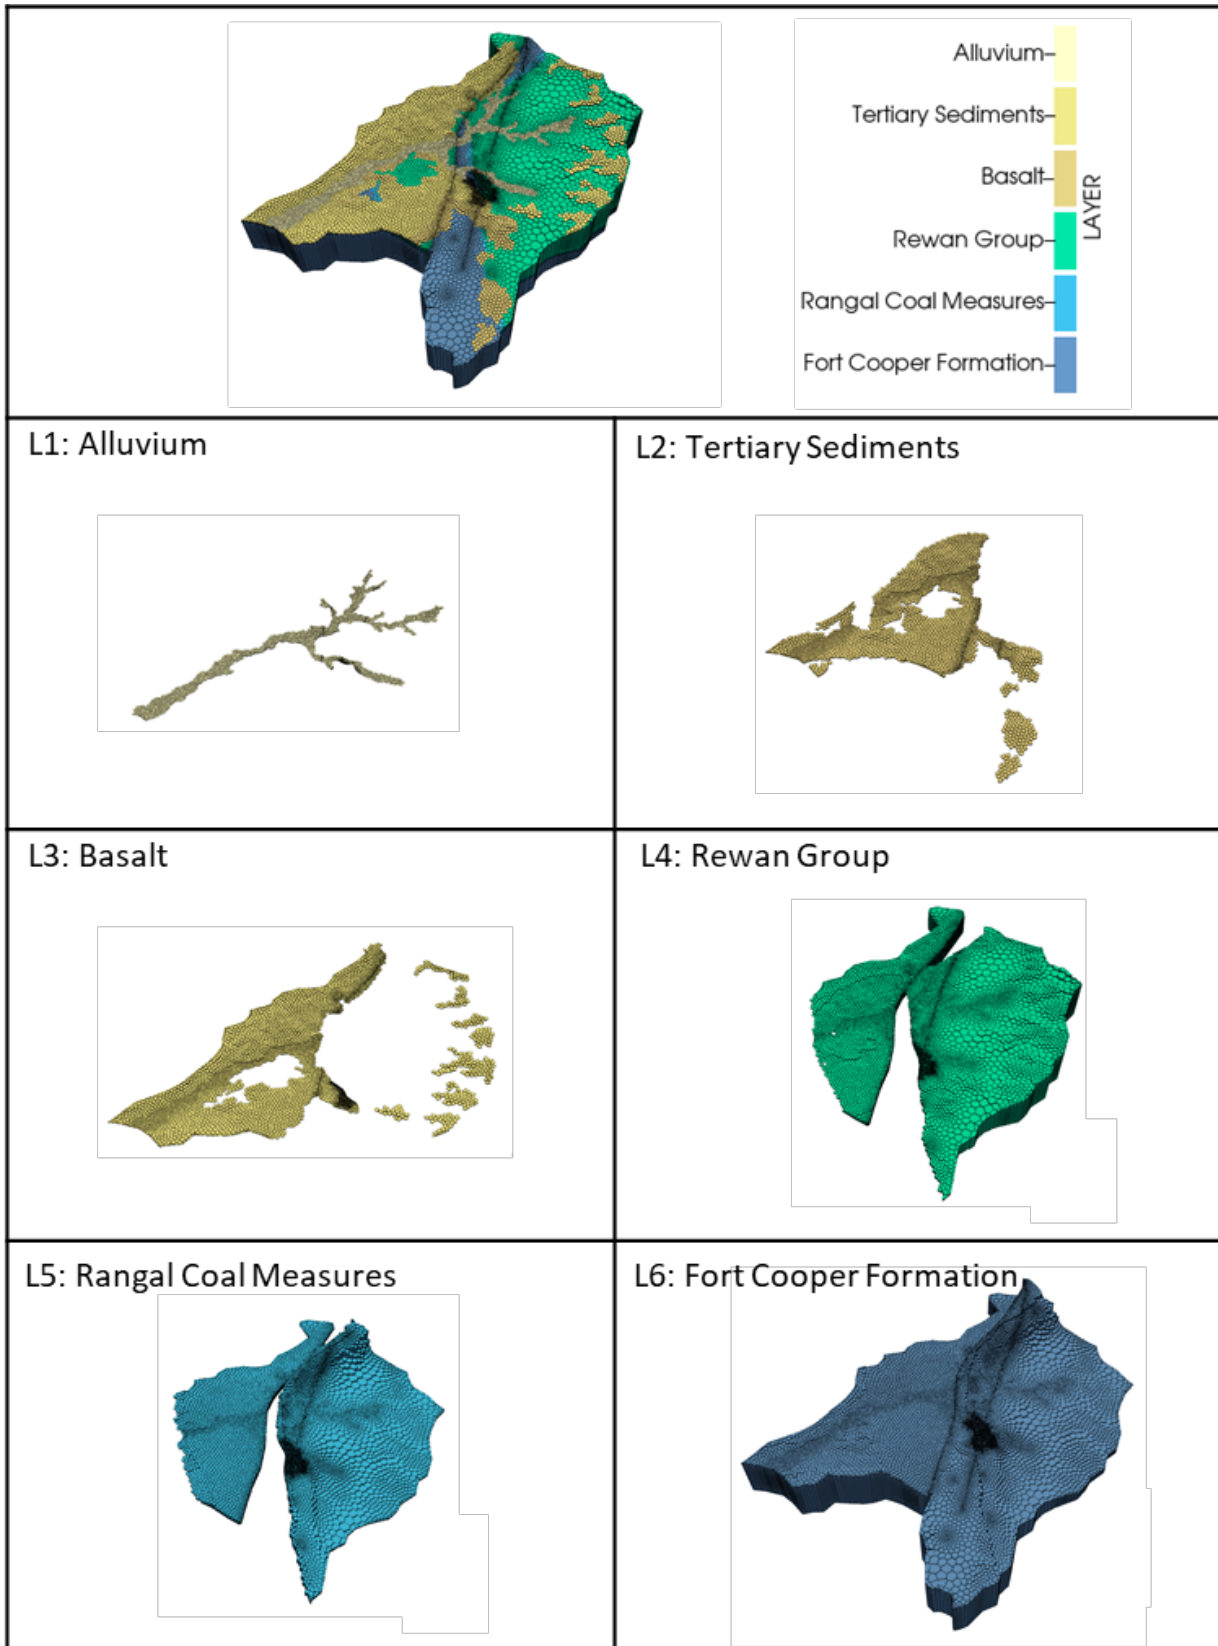 Alluvium
Tertiary Sediments
Basalt
Rewan Group
Rangal Coal Measures
Fort Cooper Formation
LAYER
L1: Alluvium
L2: Tertiary Sediments
L3: Basalt
L4: Rewan Group
L5: Rangal Coal Measures
L6: Fort Cooper Formation